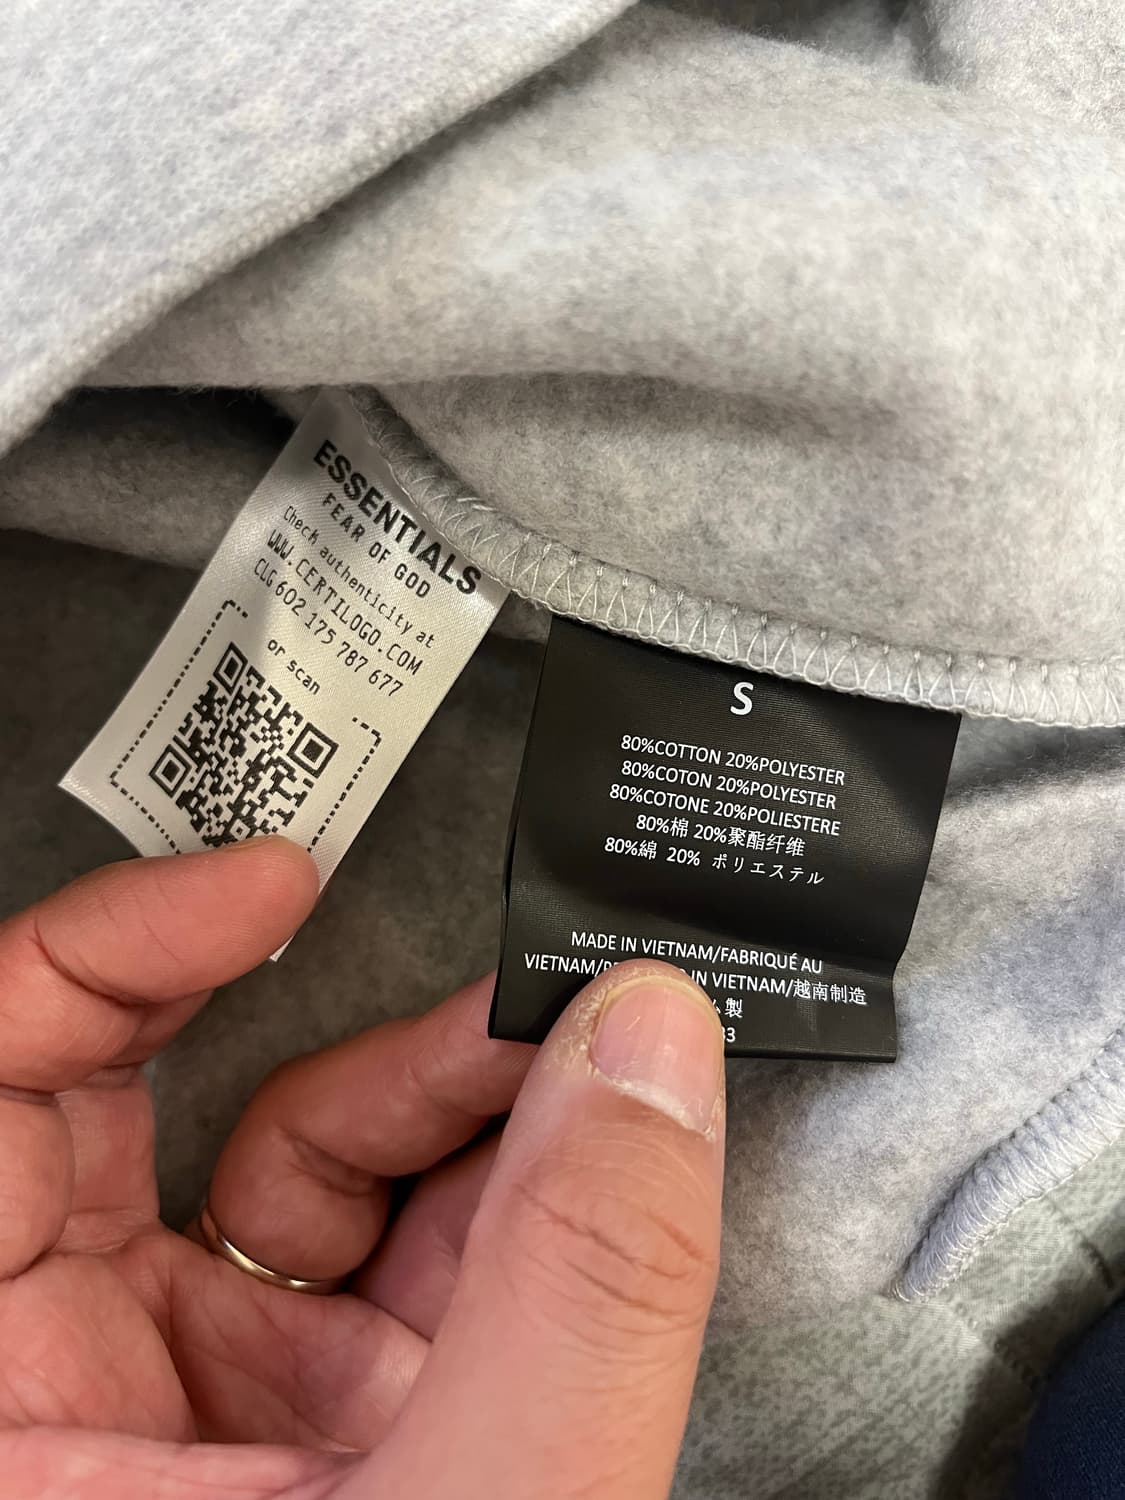 ESSENTIALS
FEAR OF GOD
Check authenticity at
WWW.CERTILOGO.COM
CLG 602 175 787 677
or scan
S
80%COTTON 20%POLYESTER
80%COTON 20%POLYESTER
80%COTONE 20%POLIESTERE
80%棉 20%聚酯纤维
80%綿 20% ポリエステル
MADE IN VIETNAM/FABRIQUÉ AU
VIETNAM/ IN VIETNAM/越南制造
製